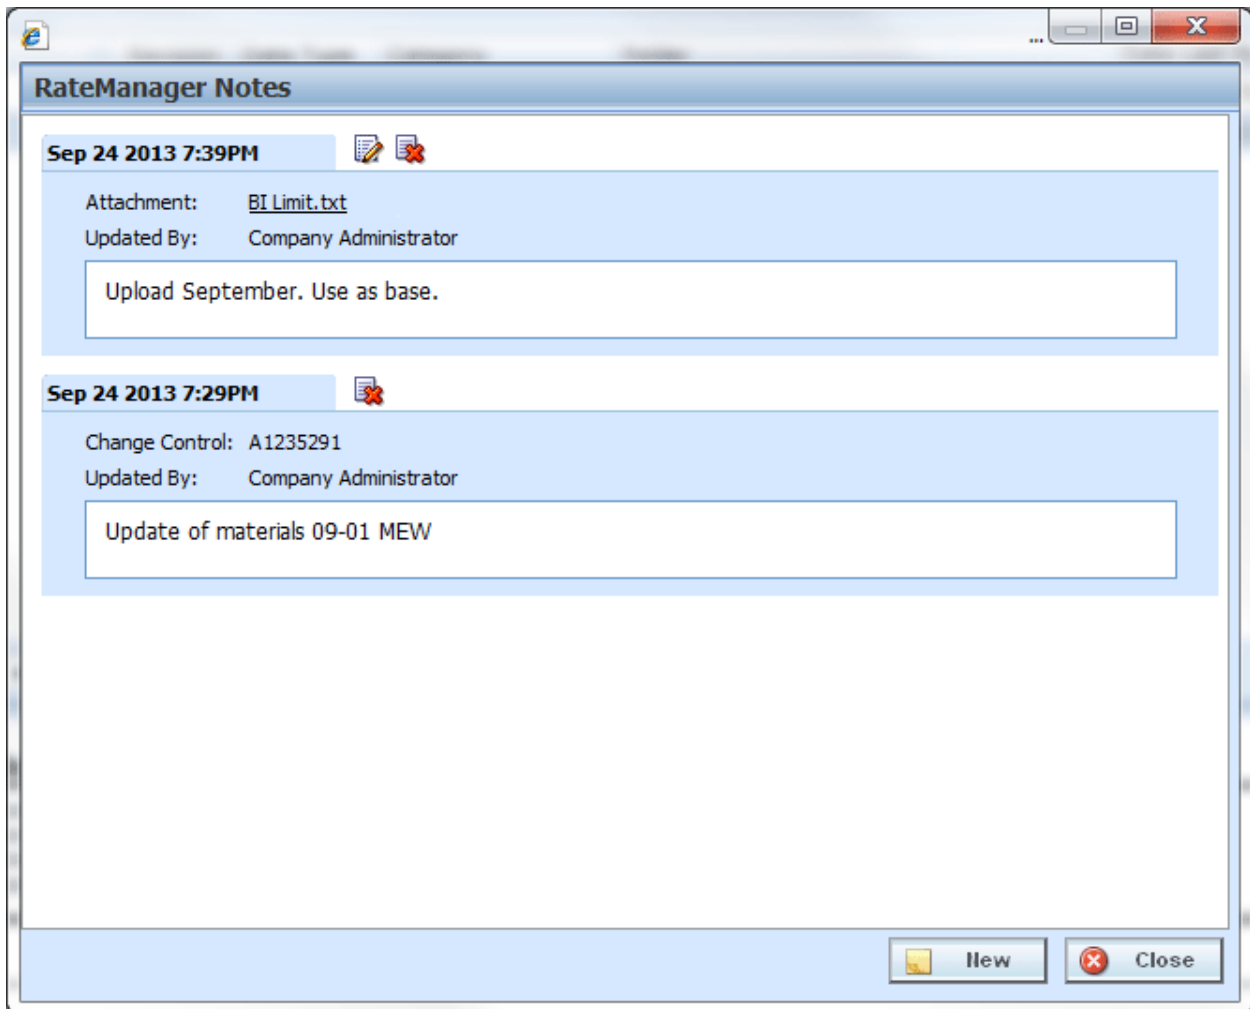 ...
RateManager Notes
Sep 24 2013 7:39PM
Attachment: BI Limit.txt
Updated By: Company Administrator
Upload September. Use as base.
Sep 24 2013 7:29PM
Change Control: A1235291
Updated By: Company Administrator
Update of materials 09-01 MEW
New Close